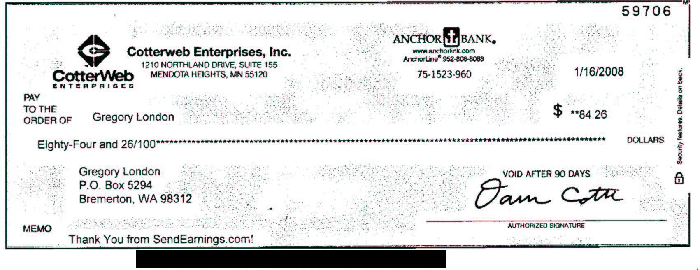 59706
CotterWeb
ENTERPRISES
Cotterweb Enterprises, Inc.
1210 NORTHLAND DRIVE, SUITE 155
MENDOTA HEIGHTS, MN 55120
ANCHOR BANK.
www.anchorlink.com
AnchorLine® 952-808-8088
75-1523-960
1/16/2008
PAY
TO THE
ORDER OF
Gregory London
$ **84.26
Eighty-Four and 26/100
DOLLARS
Gregory London
P.O. Box 5294
Bremerton, WA 98312
VOID AFTER 90 DAYS
AUTHORIZED SIGNATURE
MEMO
Thank You from SendEarnings.com!
Security features. Details on back.